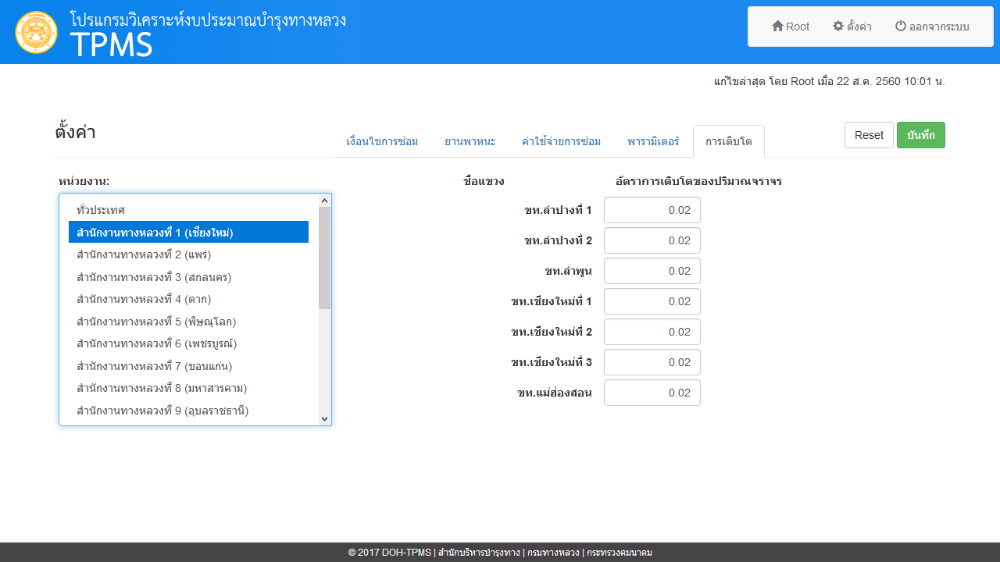 โปรแกรมวิเคราะห์งบประมาณบำรุงทางหลวง
TPMS
Root ตั้งค่า ออกจากระบบ
แก้ไขล่าสุด โดย Root เมื่อ 22 ส.ค. 2560 10:01 น.
ตั้งค่า
เงื่อนไขการซ่อม ยานพาหนะ ค่าใช้จ่ายการซ่อม พารามิเตอร์ การเติบโต
Reset บันทึก
หน่วยงาน:
ทั่วประเทศ
สำนักงานทางหลวงที่ 1 (เชียงใหม่)
สำนักงานทางหลวงที่ 2 (แพร่)
สำนักงานทางหลวงที่ 3 (สกลนคร)
สำนักงานทางหลวงที่ 4 (ตาก)
สำนักงานทางหลวงที่ 5 (พิษณุโลก)
สำนักงานทางหลวงที่ 6 (เพชรบูรณ์)
สำนักงานทางหลวงที่ 7 (ขอนแก่น)
สำนักงานทางหลวงที่ 8 (มหาสารคาม)
สำนักงานทางหลวงที่ 9 (อุบลราชธานี)
ชื่อแขวง อัตราการเติบโตของปริมาณจราจร
ขท.ลำปางที่ 1 0.02
ขท.ลำปางที่ 2 0.02
ขท.ลำพูน 0.02
ขท.เชียงใหม่ที่ 1 0.02
ขท.เชียงใหม่ที่ 2 0.02
ขท.เชียงใหม่ที่ 3 0.02
ขท.แม่ฮ่องสอน 0.02
© 2017 DOH-TPMS | สำนักบริหารบำรุงทาง | กรมทางหลวง | กระทรวงคมนาคม